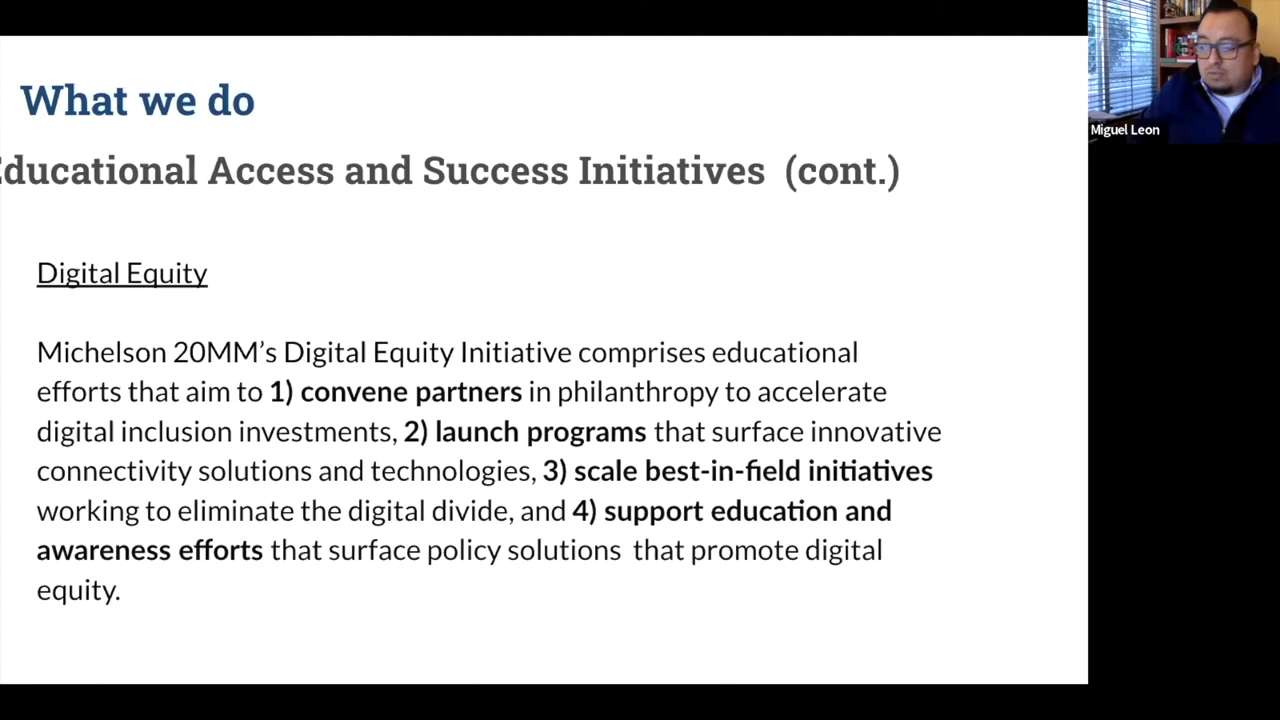 What we do
Educational Access and Success Initiatives (cont.)
Digital Equity
Michelson 20MM’s Digital Equity Initiative comprises educational
efforts that aim to 1) convene partners in philanthropy to accelerate
digital inclusion investments, 2) launch programs that surface innovative
connectivity solutions and technologies, 3) scale best-in-field initiatives
working to eliminate the digital divide, and 4) support education and
awareness efforts that surface policy solutions that promote digital
equity.
Miguel Leon